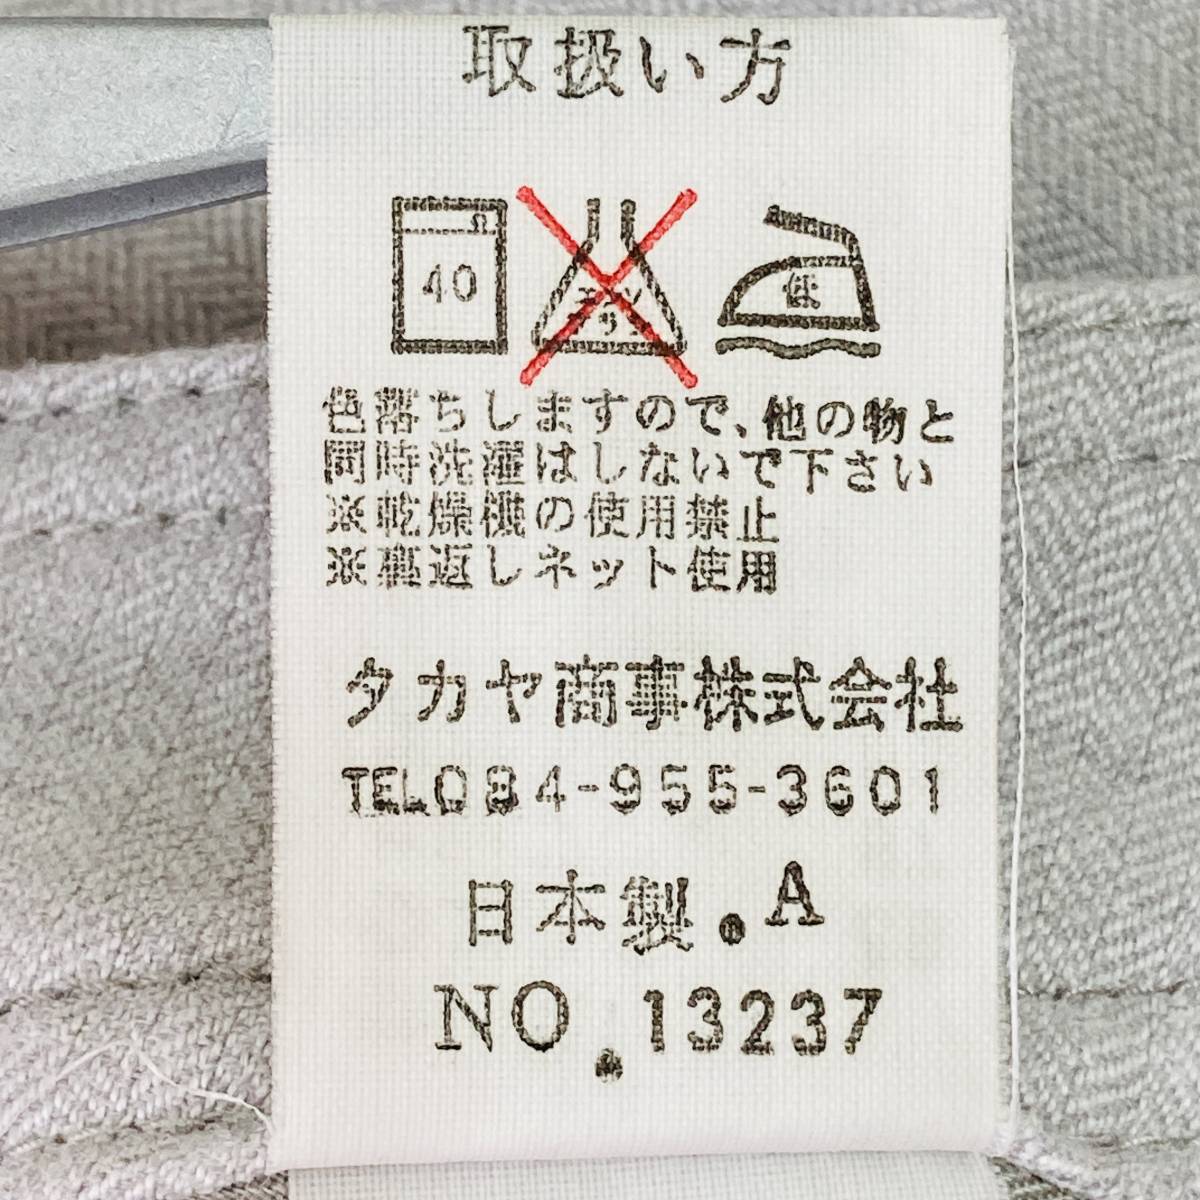 取扱い方
40 エンソサラシ 低
色落ちしますので、他の物と
同時洗濯はしないで下さい
※乾燥機の使用禁止
※裏返しネット使用
タカヤ商事株式会社
TEL084-955-3601
日本製.A
NO.13237